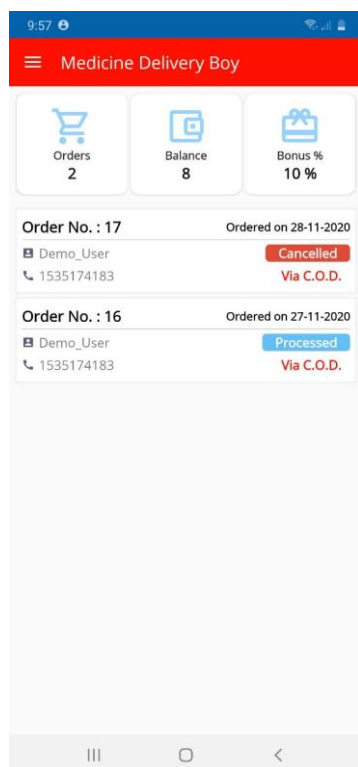 9:57
Medicine Delivery Boy
Orders
2
Balance
8
Bonus %
10 %
Order No. : 17 Ordered on 28-11-2020
Demo_User Cancelled
1535174183 Via C.O.D.
Order No. : 16 Ordered on 27-11-2020
Demo_User Processed
1535174183 Via C.O.D.